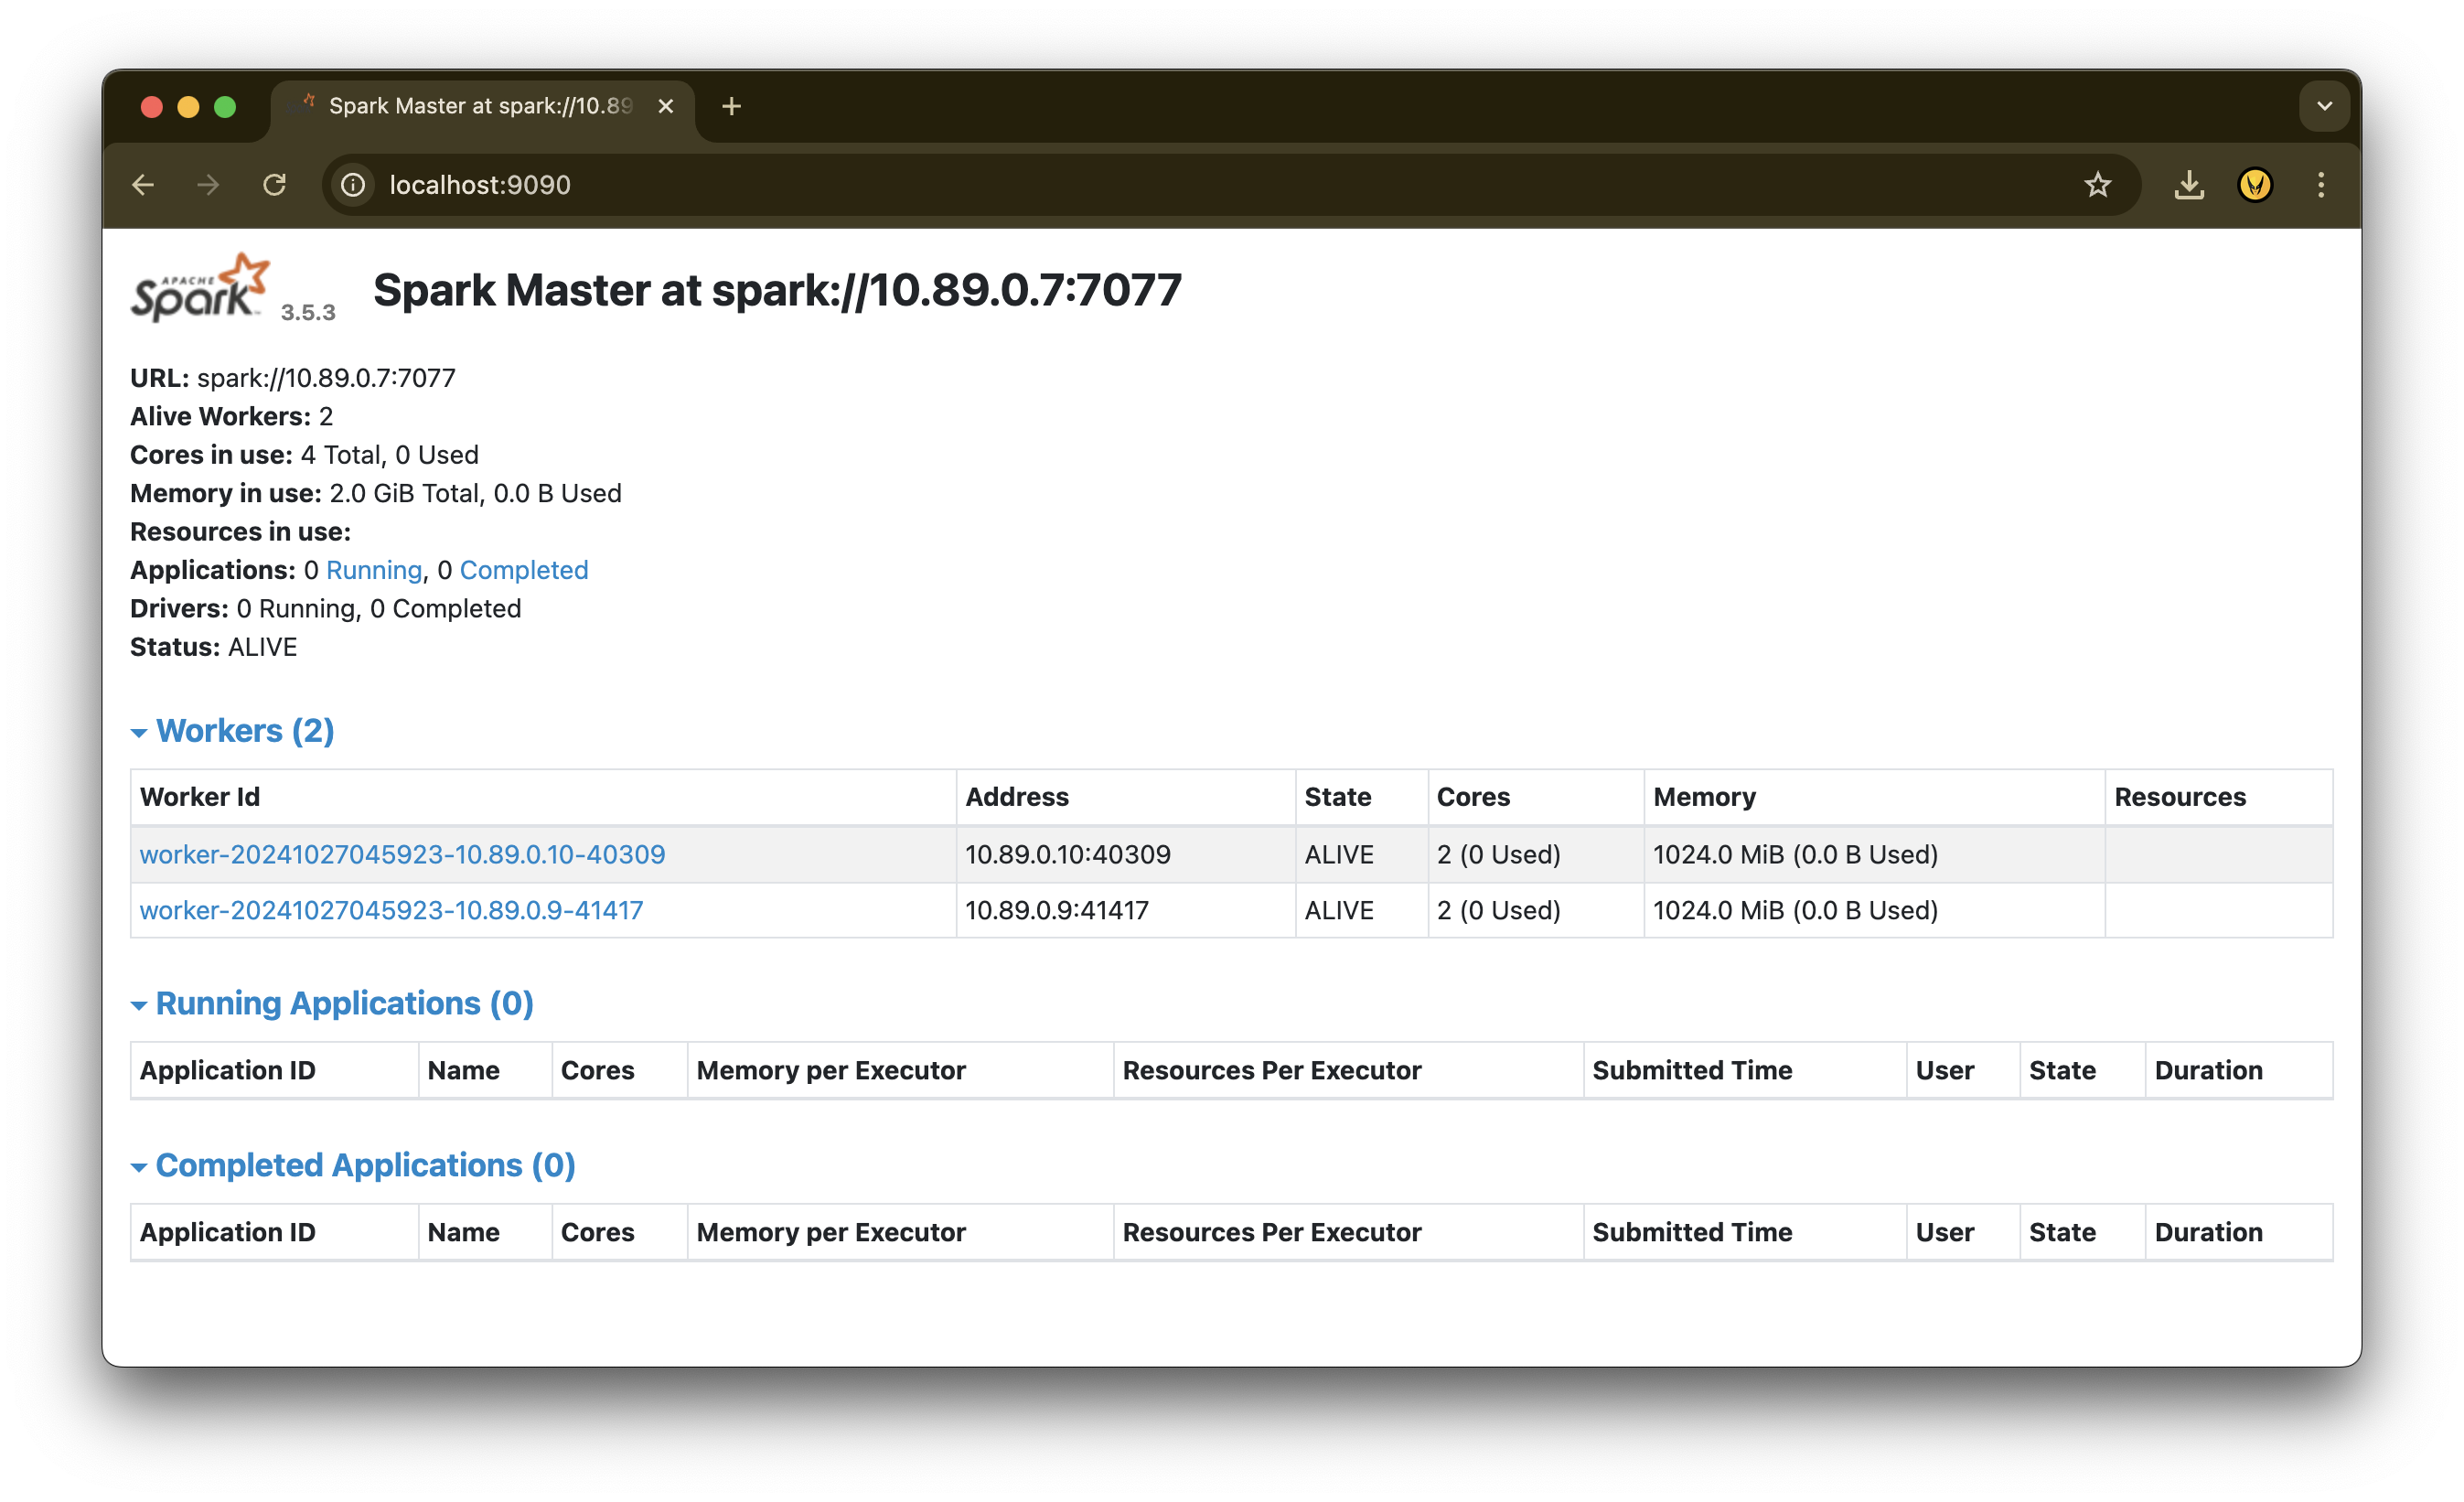 Spark Master at spark://10.89
localhost:9090
APACHE
Spark™ 3.5.3
Spark Master at spark://10.89.0.7:7077
URL: spark://10.89.0.7:7077
Alive Workers: 2
Cores in use: 4 Total, 0 Used
Memory in use: 2.0 GiB Total, 0.0 B Used
Resources in use:
Applications: 0 Running, 0 Completed
Drivers: 0 Running, 0 Completed
Status: ALIVE
Workers (2)
Worker Id Address State Cores Memory Resources
worker-20241027045923-10.89.0.10-40309 10.89.0.10:40309 ALIVE 2 (0 Used) 1024.0 MiB (0.0 B Used)
worker-20241027045923-10.89.0.9-41417 10.89.0.9:41417 ALIVE 2 (0 Used) 1024.0 MiB (0.0 B Used)
Running Applications (0)
Application ID Name Cores Memory per Executor Resources Per Executor Submitted Time User State Duration
Completed Applications (0)
Application ID Name Cores Memory per Executor Resources Per Executor Submitted Time User State Duration